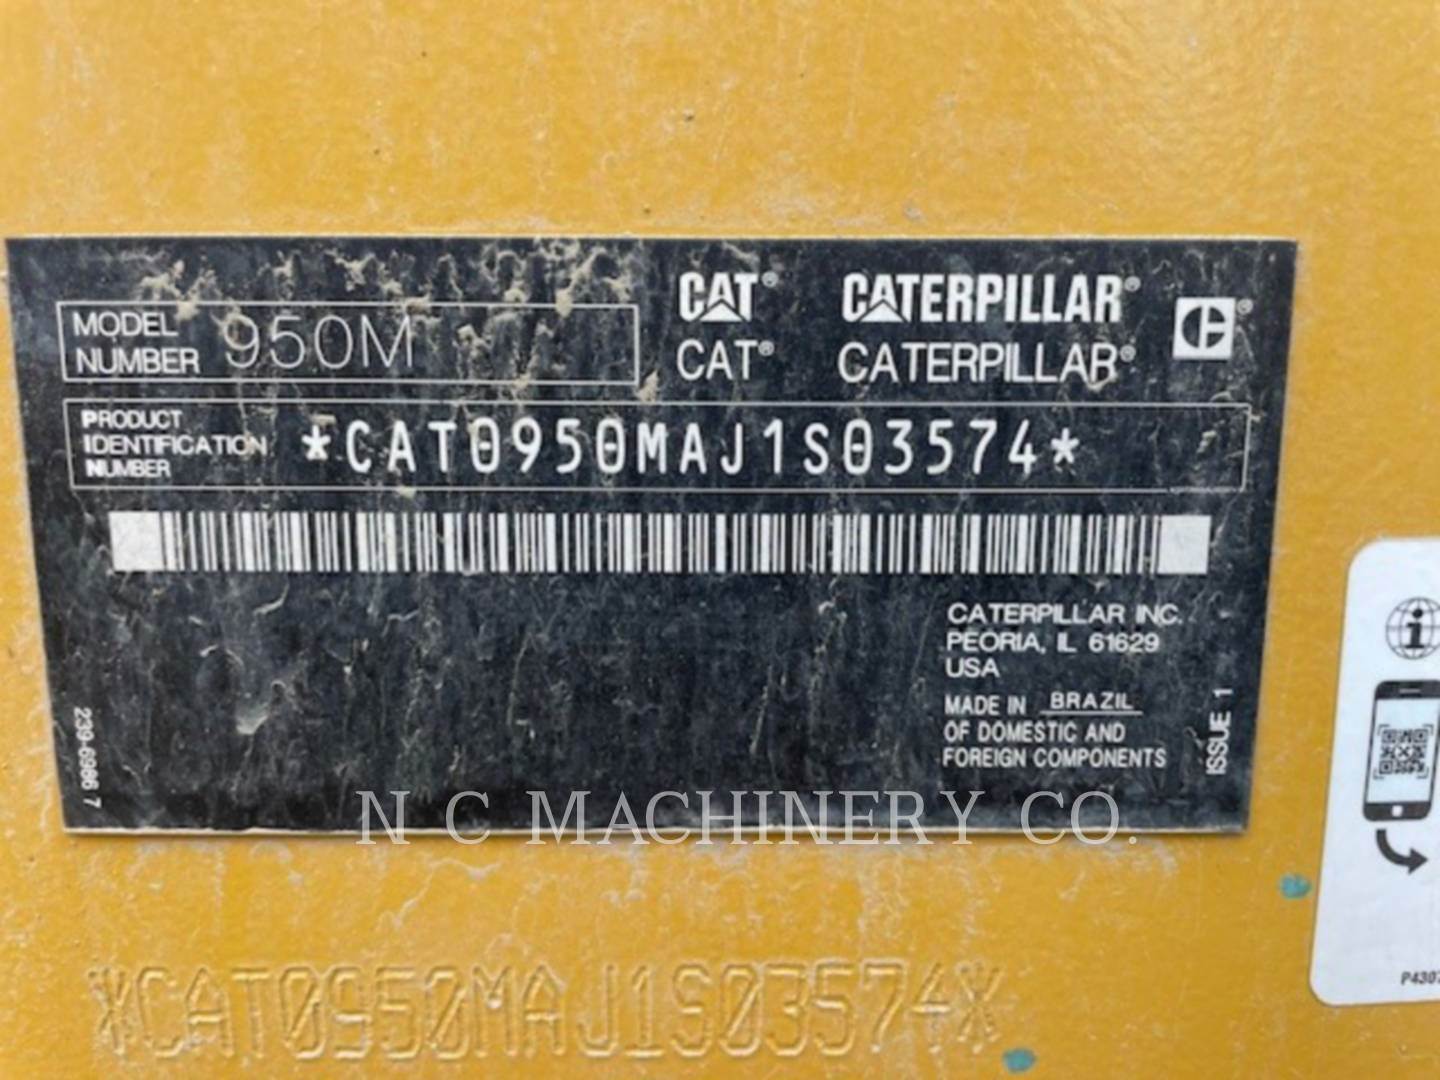 MODEL NUMBER 950M
CAT® CATERPILLAR®
CAT® CATERPILLAR®
PRODUCT IDENTIFICATION NUMBER *CAT0950MAJ1S03574*
CATERPILLAR INC.
PEORIA, IL 61629
USA
MADE IN BRAZIL
OF DOMESTIC AND
FOREIGN COMPONENTS
ISSUE 1
239-6986 7
N C MACHINERY CO.
*CAT0950MAJ1S03574*
P4307